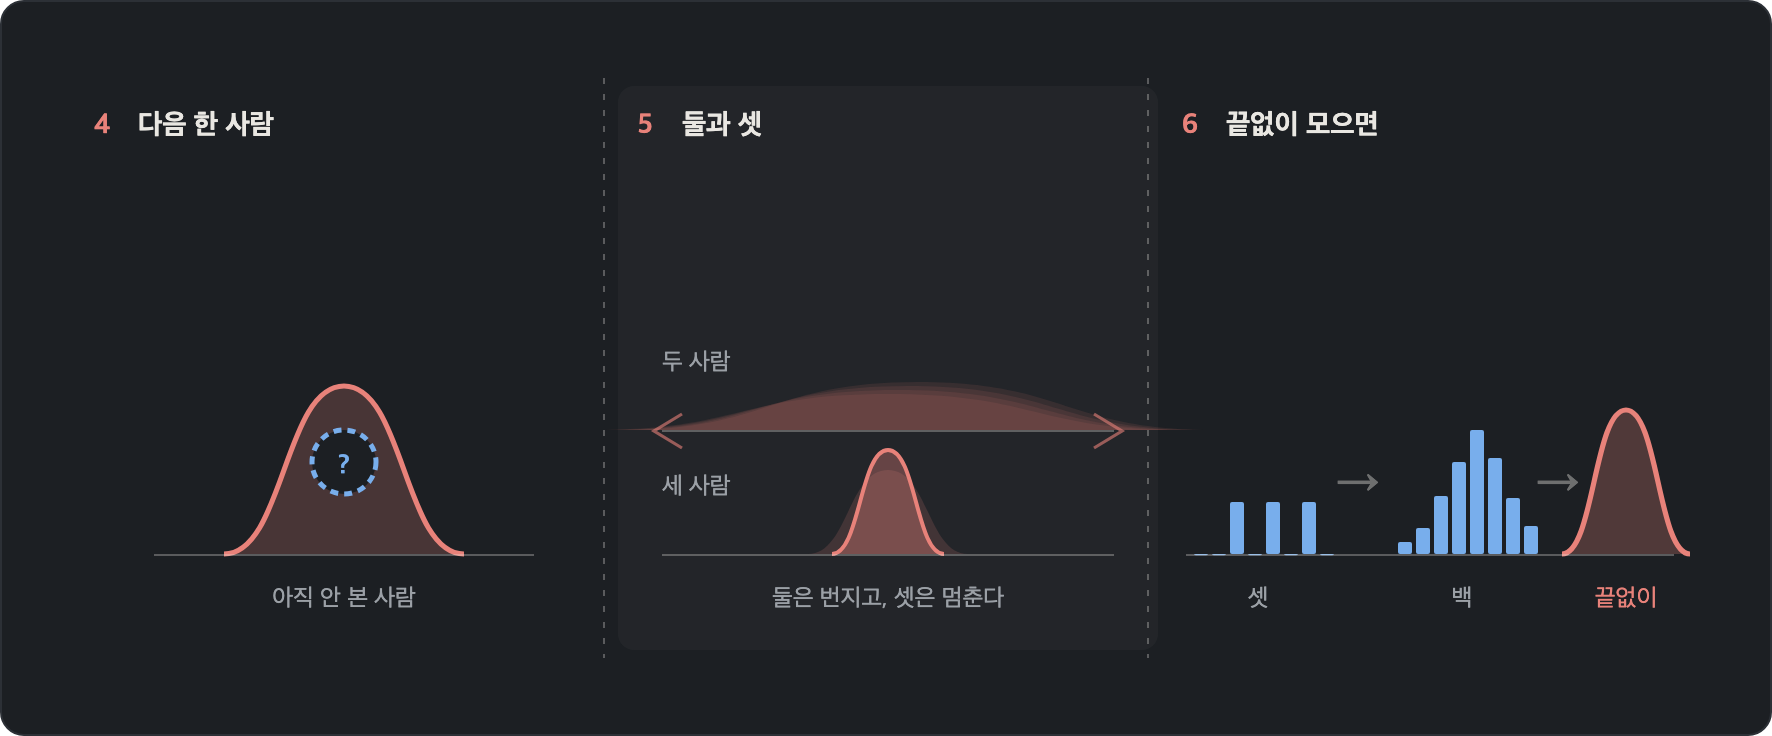 4 다음 한 사람
?
아직 안 본 사람
5 둘과 셋
두 사람
세 사람
둘은 번지고, 셋은 멈춘다
6 끝없이 모으면
셋
백
끝없이